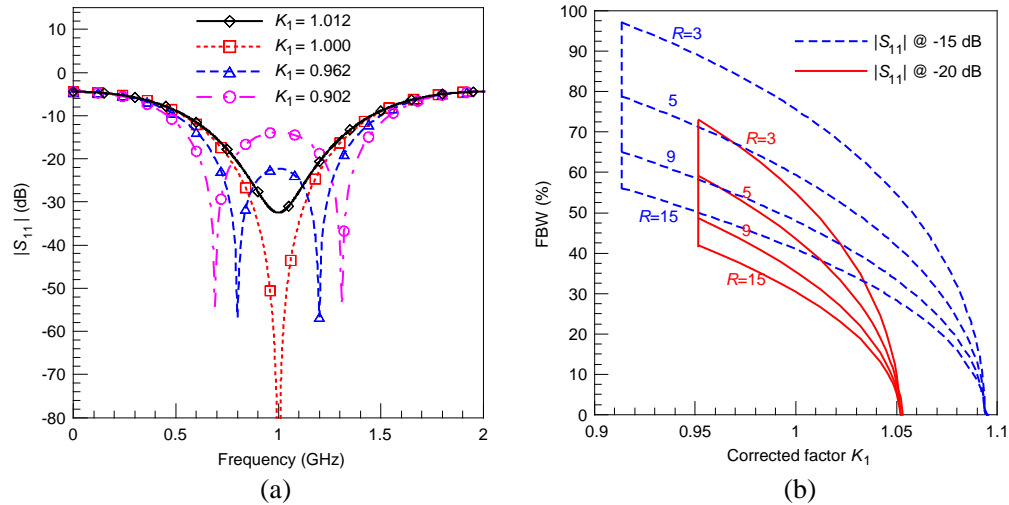 K1 = 1.012
K1 = 1.000
K1 = 0.962
K1 = 0.902
10
0
-10
-20
-30
-40
-50
-60
-70
-80
|S11| (dB)
0
0.5
1
1.5
2
Frequency (GHz)
(a)
|S11| @ -15 dB
|S11| @ -20 dB
R=3
5
9
R=15
R=3
5
9
R=15
100
90
80
70
60
50
40
30
20
10
0
FBW (%)
0.9
0.95
1
1.05
1.1
Corrected factor K1
(b)